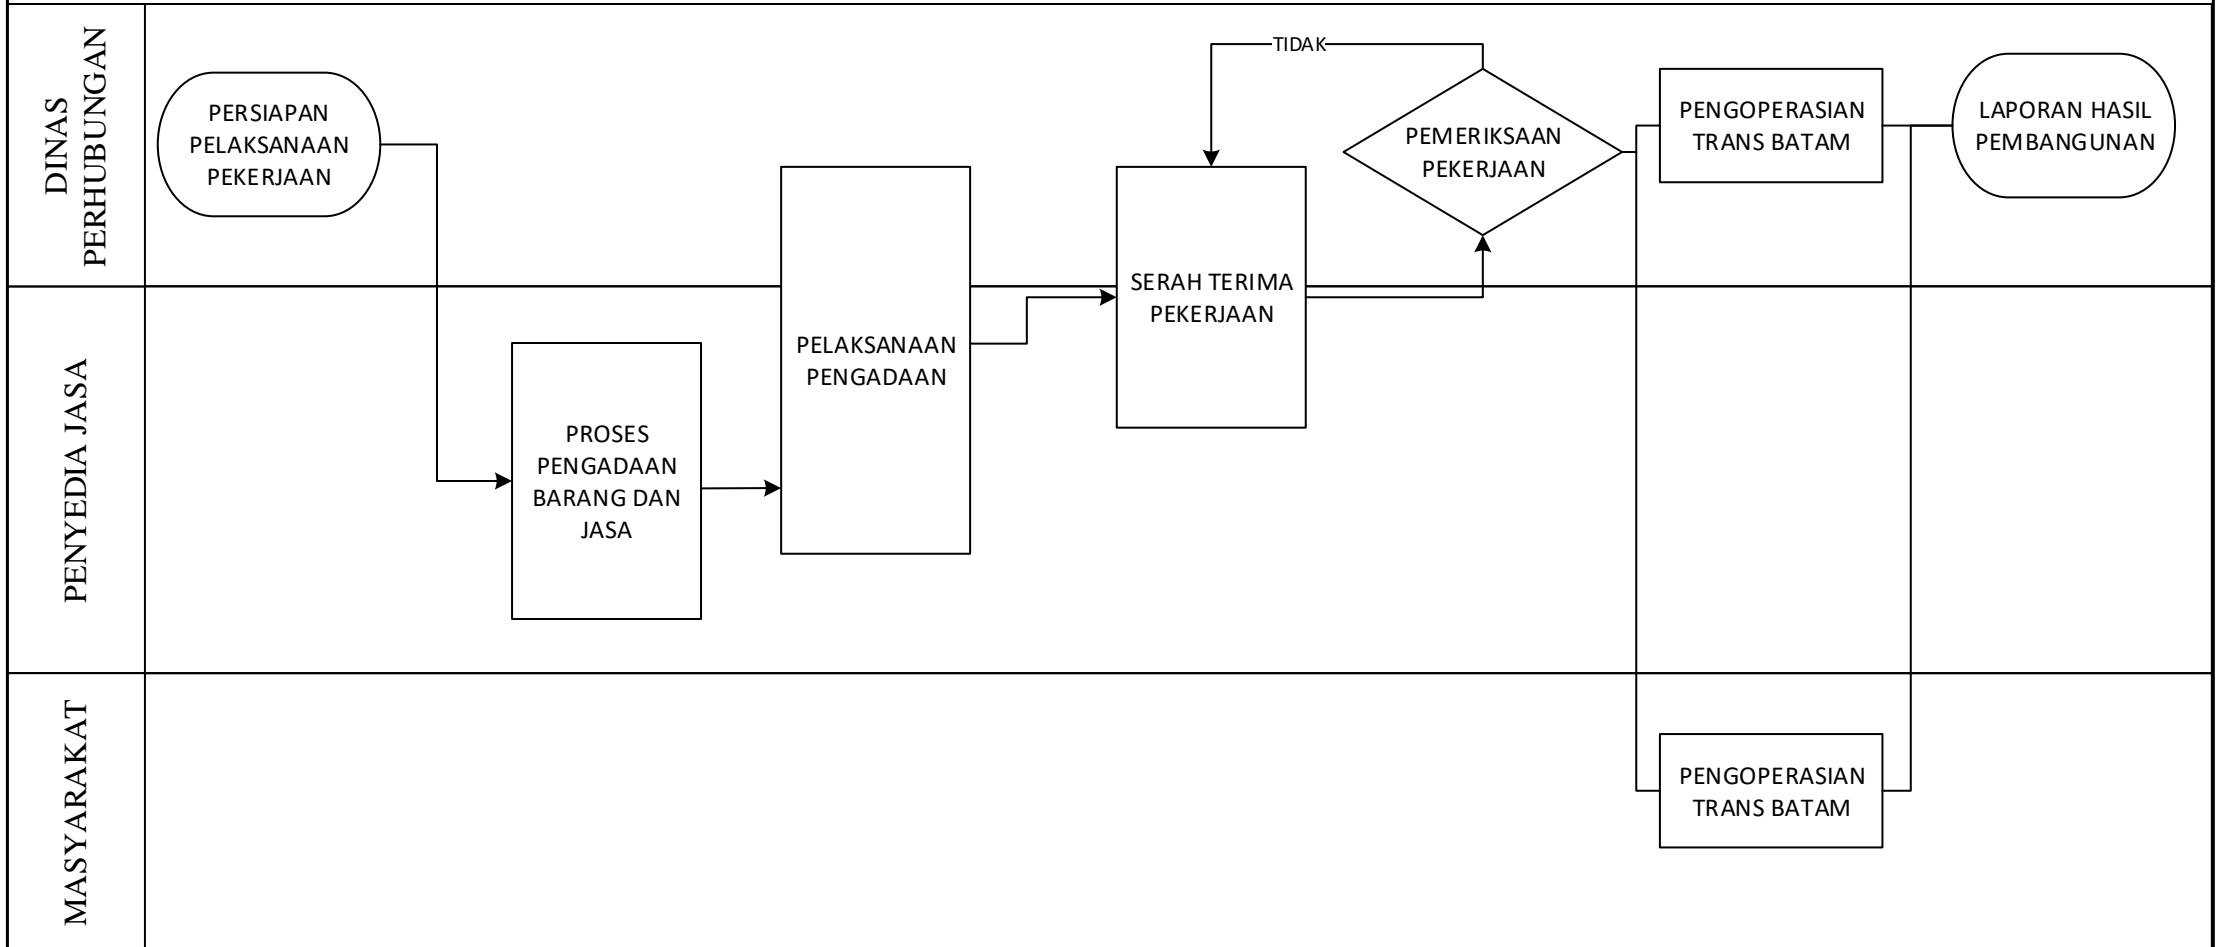 DINAS
PERHUBUNGAN
PERSIAPAN
PELAKSANAAN
PEKERJAAN
TIDAK
PEMERIKSAAN
PEKERJAAN
PENGOPERASIAN
TRANS BATAM
LAPORAN HASIL
PEMBANGUNAN
SERAH TERIMA
PEKERJAAN
PENYEDIA JASA
PROSES
PENGADAAN
BARANG DAN
JASA
PELAKSANAAN
PENGADAAN
MASYARAKAT
PENGOPERASIAN
TRANS BATAM